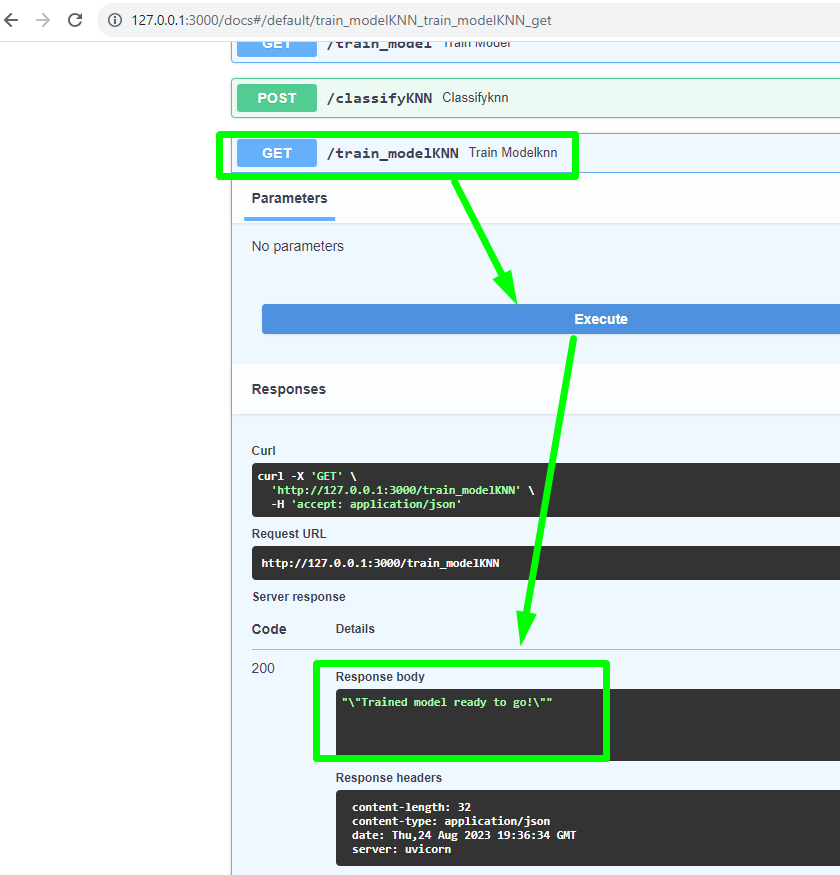 127.0.0.1:3000/docs#/default/train_modelKNN_train_modelKNN_get
GET /train_model Train Model
POST /classifyKNN Classifyknn
GET /train_modelKNN Train Modelknn
Parameters
No parameters
Execute
Responses
Curl
curl -X 'GET' \
'http://127.0.0.1:3000/train_modelKNN' \
-H 'accept: application/json'
Request URL
http://127.0.0.1:3000/train_modelKNN
Server response
Code Details
200
Response body
"\"Trained model ready to go!\""
Response headers
content-length: 32
content-type: application/json
date: Thu,24 Aug 2023 19:36:34 GMT
server: uvicorn